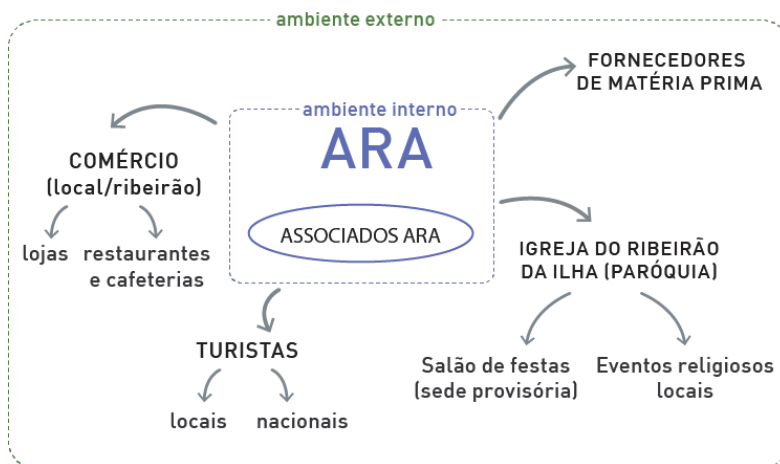 ambiente externo
FORNECEDORES
DE MATÉRIA PRIMA
ambiente interno
ARA
ASSOCIADOS ARA
COMÉRCIO
(local/ribeirão)
lojas
restaurantes
e cafeterias
IGREJA DO RIBEIRÃO
DA ILHA (PARÓQUIA)
Salão de festas
(sede provisória)
Eventos religiosos
locais
TURISTAS
locais
nacionais